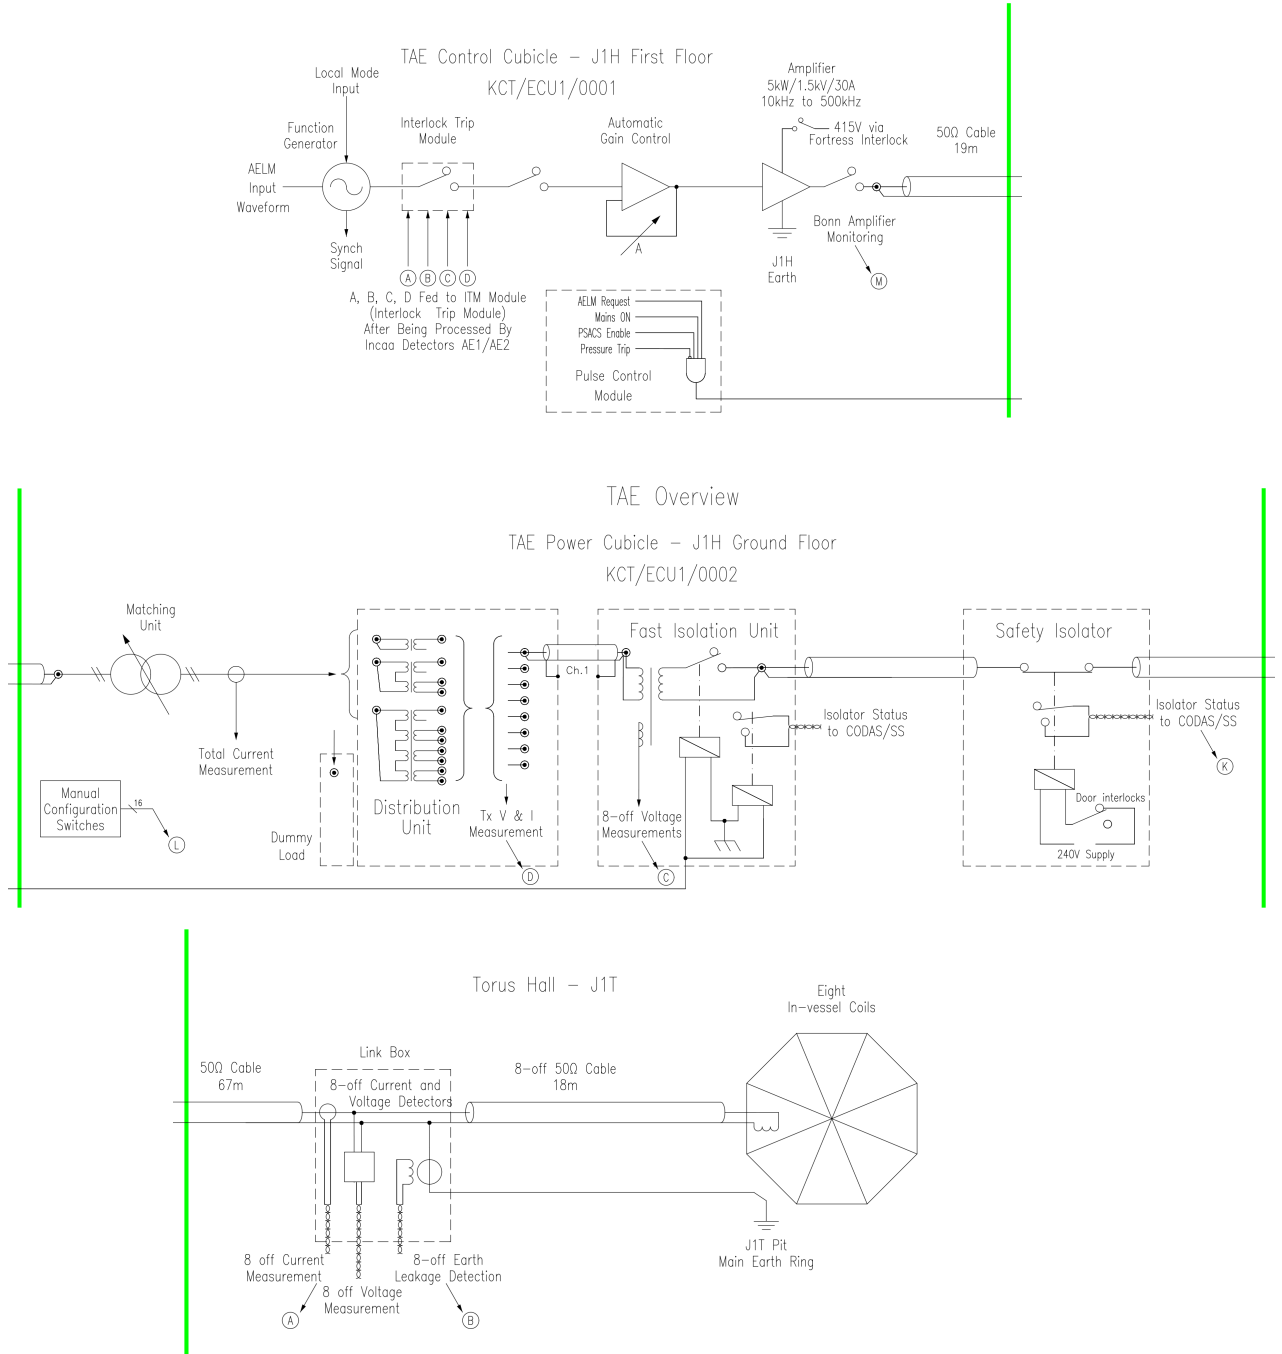 TAE Control Cubicle – J1H First Floor
KCT/ECU1/0001
Local Mode
Input
Function
Generator
AELM
Input
Waveform
Synch
Signal
Interlock Trip
Module
A
B
C
D
A, B, C, D Fed to ITM Module
(Interlock Trip Module)
After Being Processed By
Incaa Detectors AE1/AE2
Automatic
Gain Control
A
Amplifier
5kW/1.5kV/30A
10kHz to 500kHz
415V via
Fortress Interlock
J1H
Earth
50Ω Cable
19m
Bonn Amplifier
Monitoring
M
AELM Request
Mains ON
PSACS Enable
Pressure Trip
Pulse Control
Module
TAE Overview
TAE Power Cubicle – J1H Ground Floor
KCT/ECU1/0002
Matching
Unit
Total Current
Measurement
Manual
Configuration
Switches
16
L
Dummy
Load
Distribution
Unit
Tx V & I
Measurement
D
Ch.1
Fast Isolation Unit
8–off Voltage
Measurements
C
Isolator Status
to CODAS/SS
Safety Isolator
Isolator Status
to CODAS/SS
K
Door interlocks
240V Supply
Torus Hall – J1T
50Ω Cable
67m
Link Box
8–off Current and
Voltage Detectors
8–off 50Ω Cable
18m
Eight
In–vessel Coils
J1T Pit
Main Earth Ring
8 off Current
Measurement
A
8 off Voltage
Measurement
8–off Earth
Leakage Detection
B